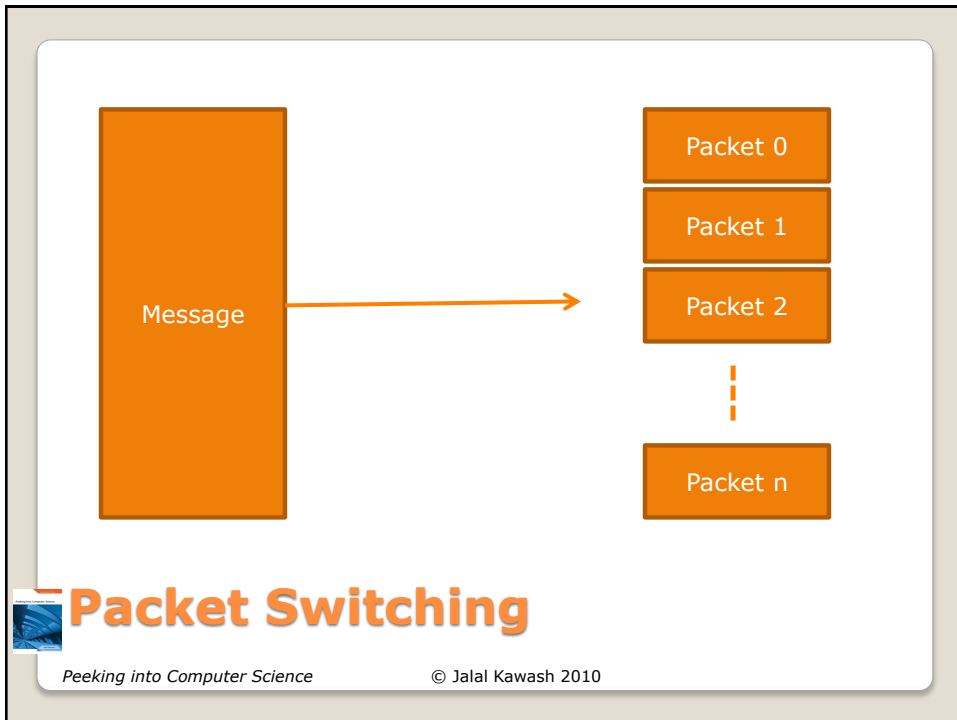 Message
Packet 0
Packet 1
Packet 2
Packet n
Packet Switching
Peeking into Computer Science
© Jalal Kawash 2010